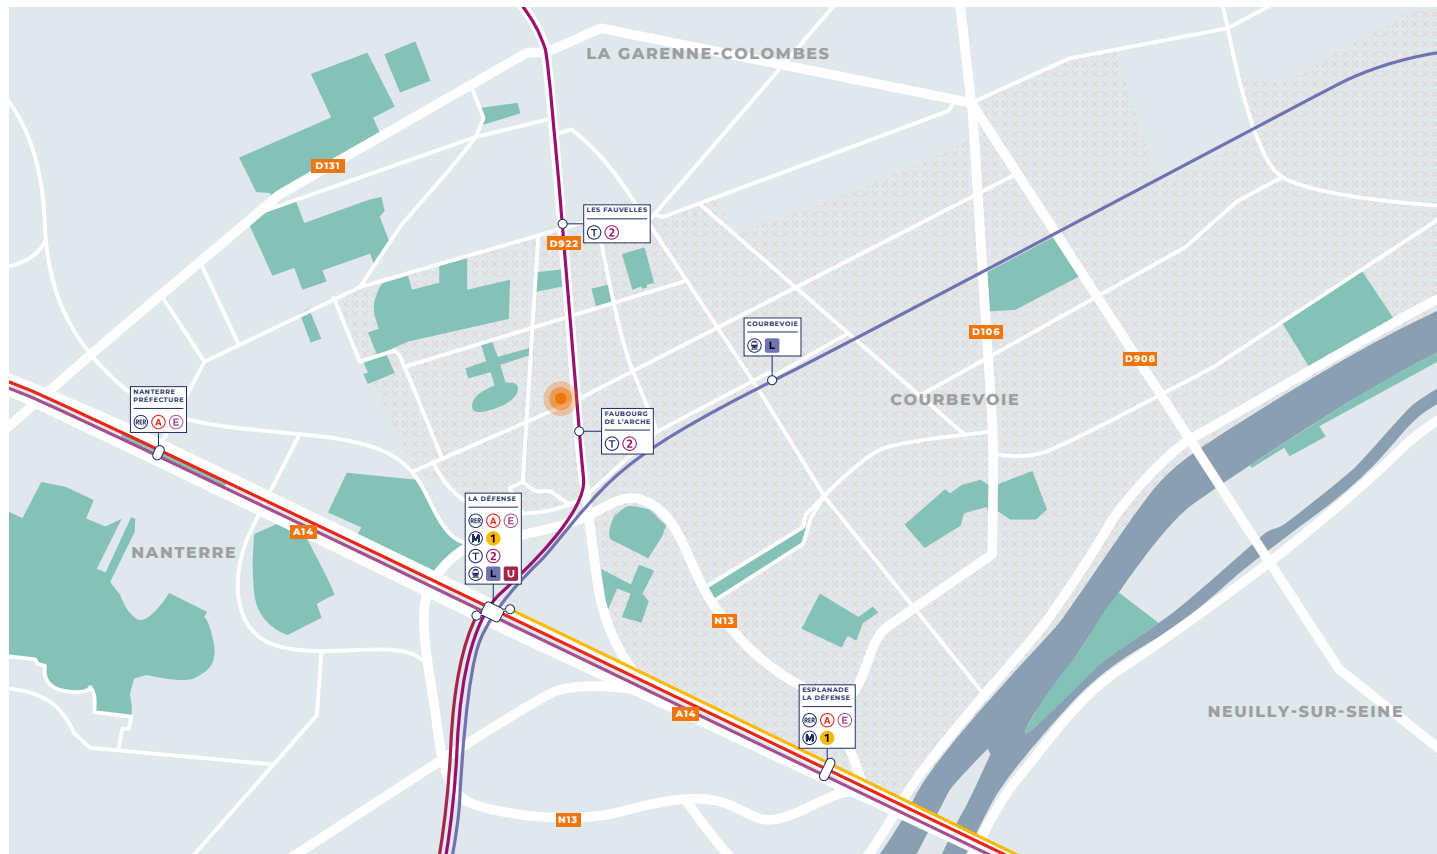 LA GARENNE-COLOMBES
D131
LES FAUVELLES
T 2
D922
COURBEVOIE
L
D106
D908
NANTERRE
PRÉFECTURE
RER A E
COURBEVOIE
FAUBOURG
DE L'ARCHE
T 2
LA DÉFENSE
RER A E
M 1
T 2
L U
A14
NANTERRE
N13
ESPLANADE
LA DÉFENSE
RER A E
M 1
A14
NEUILLY-SUR-SEINE
N13